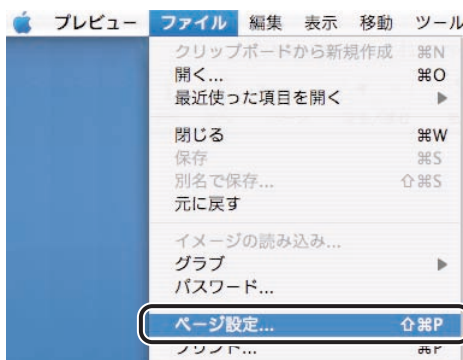 プレビュー ファイル 編集 表示 移動 ツール
クリップボードから新規作成 ⌘N
開く... ⌘O
最近使った項目を開く ▶
閉じる ⌘W
保存 ⌘S
別名で保存... ⇧⌘S
元に戻す
イメージの読み込み...
グラブ ▶
パスワード...
ページ設定... ⇧⌘P
プリント... ⌘P